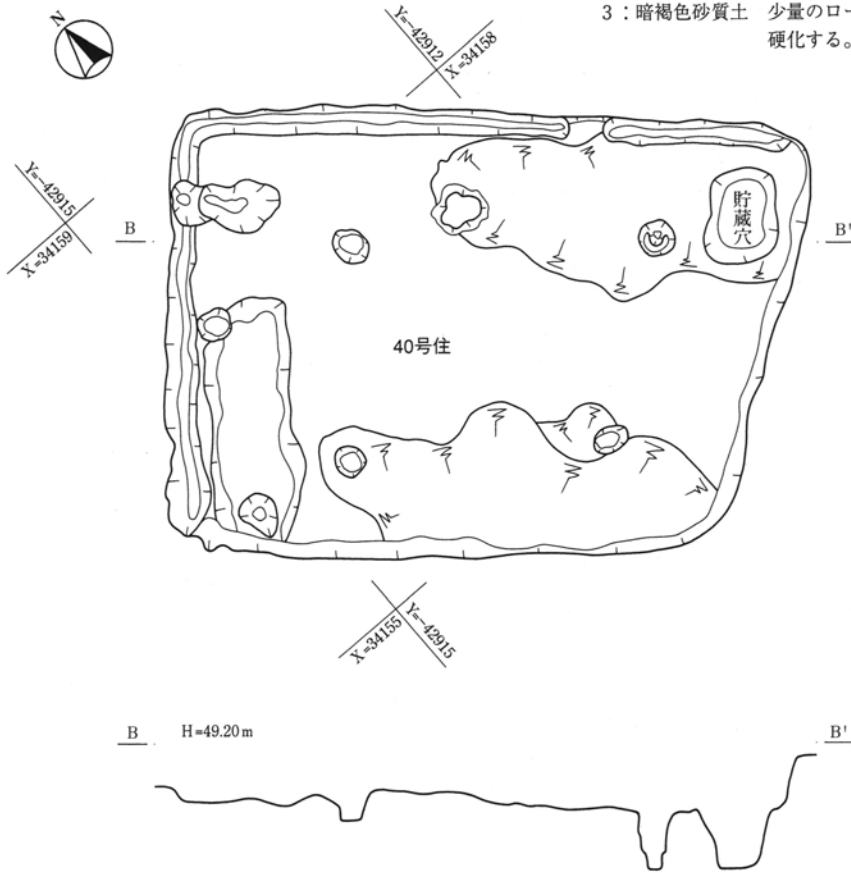 N
Y=-42912
X=34158
3：暗褐色砂質土　少量のロー
硬化する。
Y=-42915
X=34159
B
B'
貯蔵穴
40号住
X=34155
Y=-42915
B
H=49.20m
B'